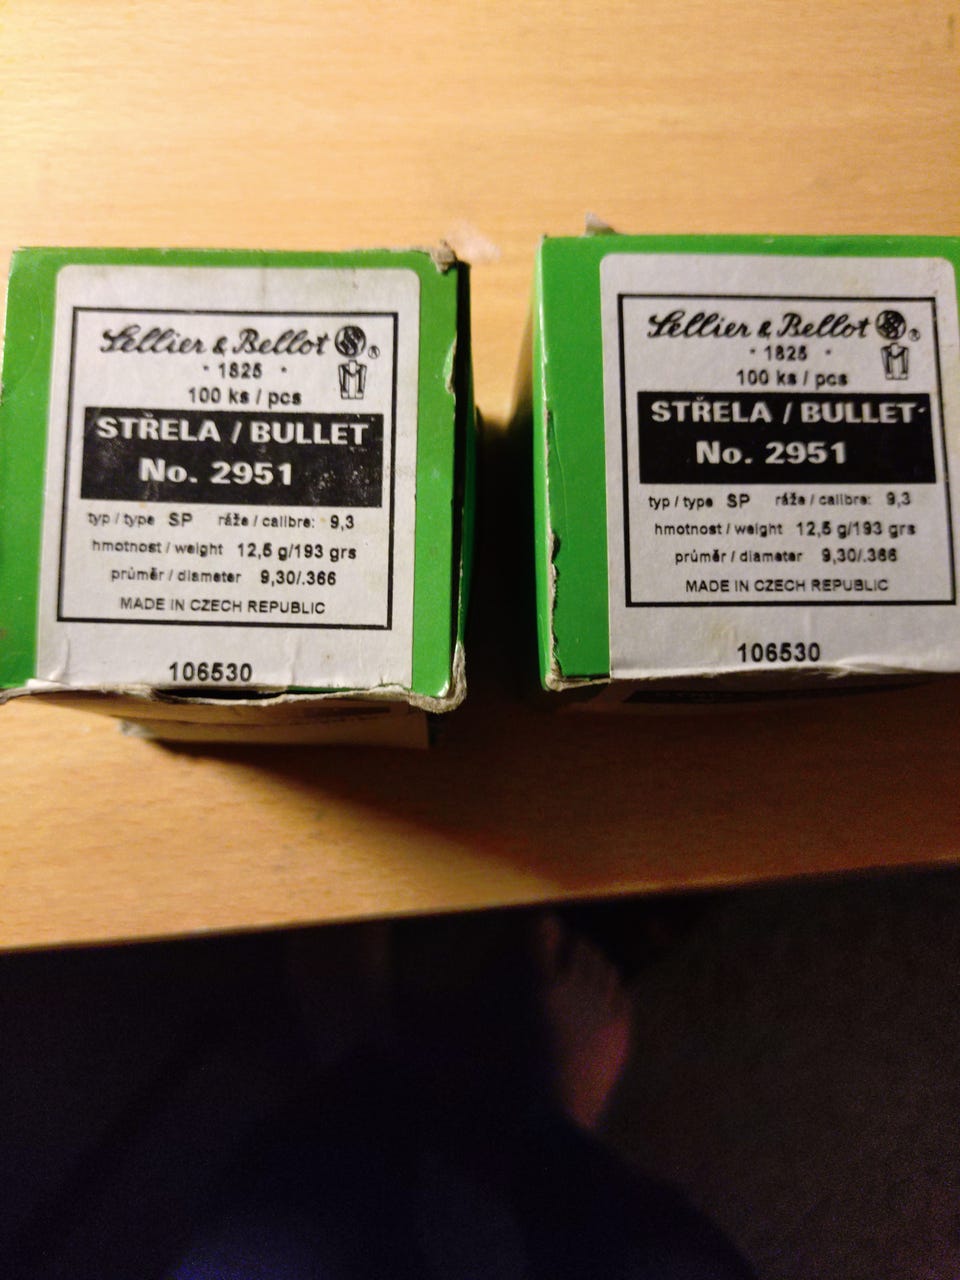 Sellier & Bellot ®
• 1825 •
100 ks / pcs
STŘELA / BULLET
No. 2951
typ / type SP ráže / calibre: 9,3
hmotnost / weight 12,5 g/193 grs
průměr / diameter 9,30/.366
MADE IN CZECH REPUBLIC
106530
Sellier & Bellot ®
• 1825 •
100 ks / pcs
STŘELA / BULLET
No. 2951
typ / type SP ráže / calibre: 9,3
hmotnost / weight 12,5 g/193 grs
průměr / diameter 9,30/.366
MADE IN CZECH REPUBLIC
106530